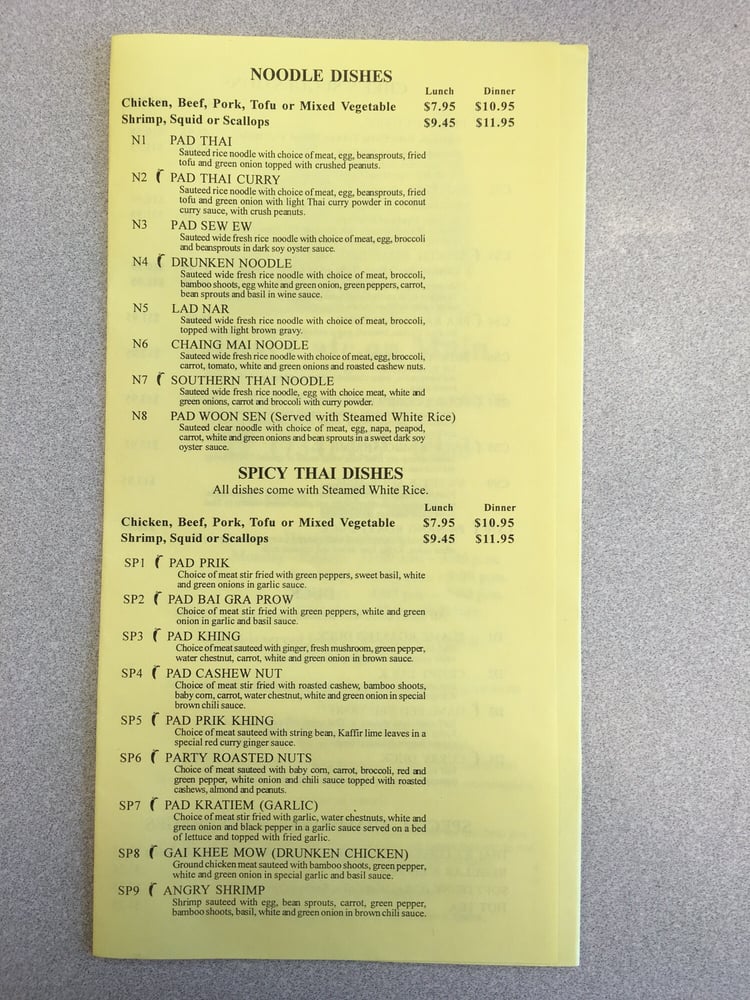 NOODLE DISHES
Lunch Dinner
Chicken, Beef, Pork, Tofu or Mixed Vegetable $7.95 $10.95
Shrimp, Squid or Scallops $9.45 $11.95
N1 PAD THAI
Sauteed rice noodle with choice of meat, egg, beansprouts, fried
tofu and green onion topped with crushed peanuts.
N2 PAD THAI CURRY
Sauteed rice noodle with choice of meat, egg, beansprouts, fried
tofu and green onion with light Thai curry powder in coconut
curry sauce, with crush peanuts.
N3 PAD SEW EW
Sauteed wide fresh rice noodle with choice of meat, egg, broccoli
and beansprouts in dark soy oyster sauce.
N4 DRUNKEN NOODLE
Sauteed wide fresh rice noodle with choice of meat, broccoli,
bamboo shoots, egg white and green onion, green peppers, carrot,
bean sprouts and basil in wine sauce.
N5 LAD NAR
Sauteed wide fresh rice noodle with choice of meat, broccoli,
topped with light brown gravy.
N6 CHAING MAI NOODLE
Sauteed wide fresh rice noodle with choice of meat, egg, broccoli,
carrot, tomato, white and green onions and roasted cashew nuts.
N7 SOUTHERN THAI NOODLE
Sauteed wide fresh rice noodle, egg with choice meat, white and
green onions, carrot and broccoli with curry powder.
N8 PAD WOON SEN (Served with Steamed White Rice)
Sauteed clear noodle with choice of meat, egg, napa, peapod,
carrot, white and green onions and bean sprouts in a sweet dark soy
oyster sauce.
SPICY THAI DISHES
All dishes come with Steamed White Rice.
Lunch Dinner
Chicken, Beef, Pork, Tofu or Mixed Vegetable $7.95 $10.95
Shrimp, Squid or Scallops $9.45 $11.95
SP1 PAD PRIK
Choice of meat stir fried with green peppers, sweet basil, white
and green onions in garlic sauce.
SP2 PAD BAI GRA PROW
Choice of meat stir fried with green peppers, white and green
onion in garlic and basil sauce.
SP3 PAD KHING
Choice of meat sauteed with ginger, fresh mushroom, green pepper,
water chestnut, carrot, white and green onion in brown sauce.
SP4 PAD CASHEW NUT
Choice of meat stir fried with roasted cashew, bamboo shoots,
baby corn, carrot, water chestnut, white and green onion in special
brown chili sauce.
SP5 PAD PRIK KHING
Choice of meat sauteed with string bean, Kaffir lime leaves in a
special red curry ginger sauce.
SP6 PARTY ROASTED NUTS
Choice of meat sauteed with baby corn, carrot, broccoli, red and
green pepper, white onion and chili sauce topped with roasted
cashews, almond and peanuts.
SP7 PAD KRATIEM (GARLIC)
Choice of meat stir fried with garlic, water chestnuts, white and
green onion and black pepper in a garlic sauce served on a bed
of lettuce and topped with fried garlic.
SP8 GAI KHEE MOW (DRUNKEN CHICKEN)
Ground chicken meat sauteed with bamboo shoots, green pepper,
white and green onion in special garlic and basil sauce.
SP9 ANGRY SHRIMP
Shrimp sauteed with egg, bean sprouts, carrot, green pepper,
bamboo shoots, basil, white and green onion in brown chili sauce.